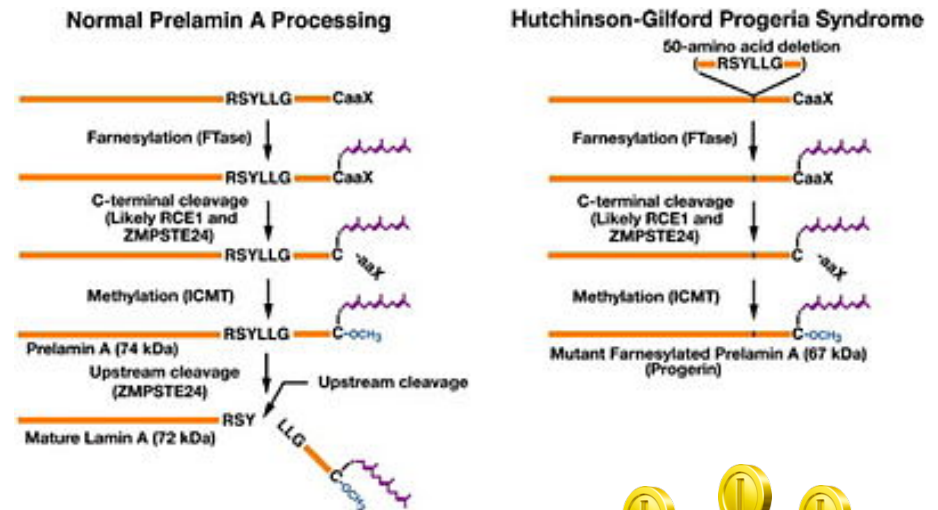 Normal Prelamin A Processing
RSYLLG CaaX
Farnesylation (FTase)
RSYLLG CaaX
C-terminal cleavage
(Likely RCE1 and
ZMPSTE24)
RSYLLG C -aaX
Methylation (ICMT)
RSYLLG C-OCH3
Prelamin A (74 kDa)
Upstream cleavage
(ZMPSTE24)
Upstream cleavage
RSY
LLG
Mature Lamin A (72 kDa)
C-OCH3
Hutchinson-Gilford Progeria Syndrome
50-amino acid deletion
(RSYLLG)
CaaX
Farnesylation (FTase)
CaaX
C-terminal cleavage
(Likely RCE1 and
ZMPSTE24)
C -aaX
Methylation (ICMT)
C-OCH3
Mutant Farnesylated Prelamin A (67 kDa)
(Progerin)